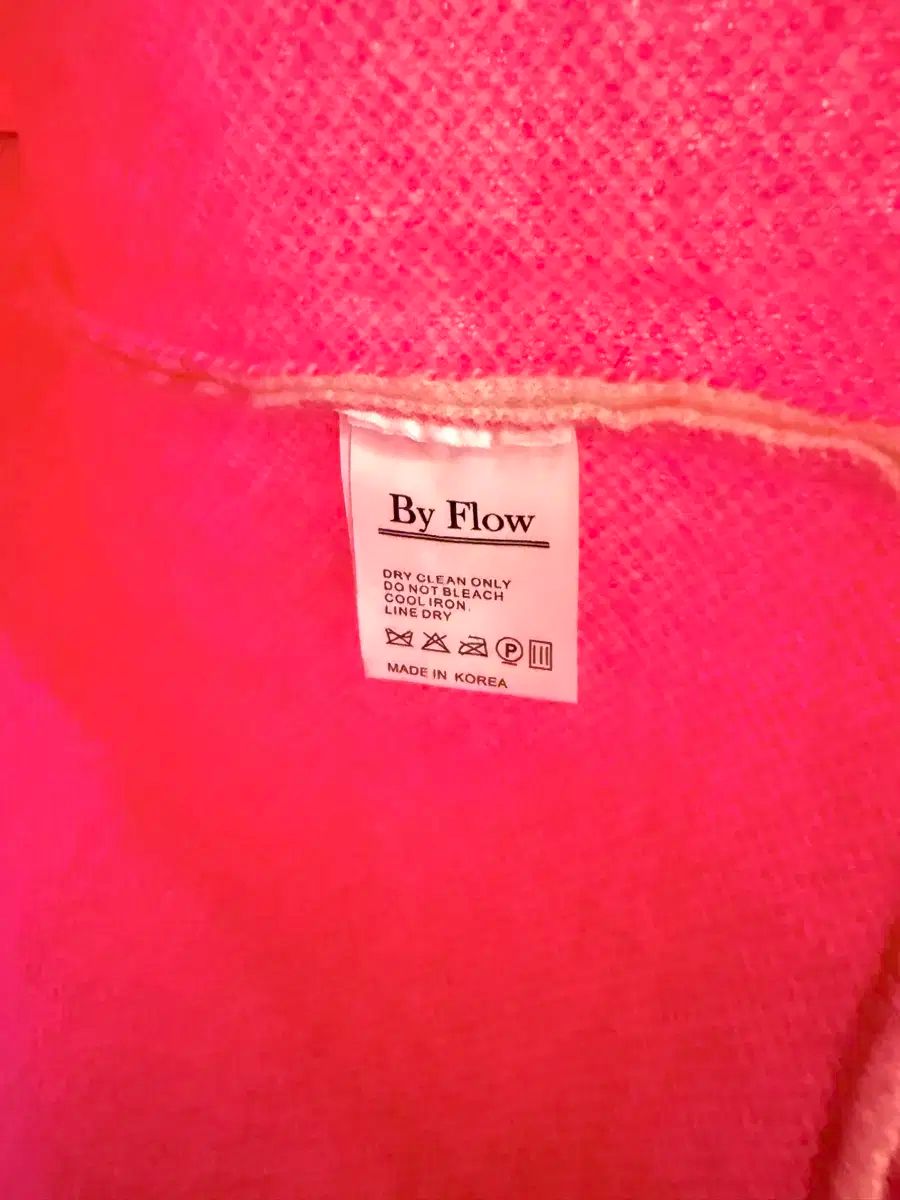 By Flow
DRY CLEAN ONLY
DO NOT BLEACH
COOL IRON.
LINE DRY
P
MADE IN KOREA